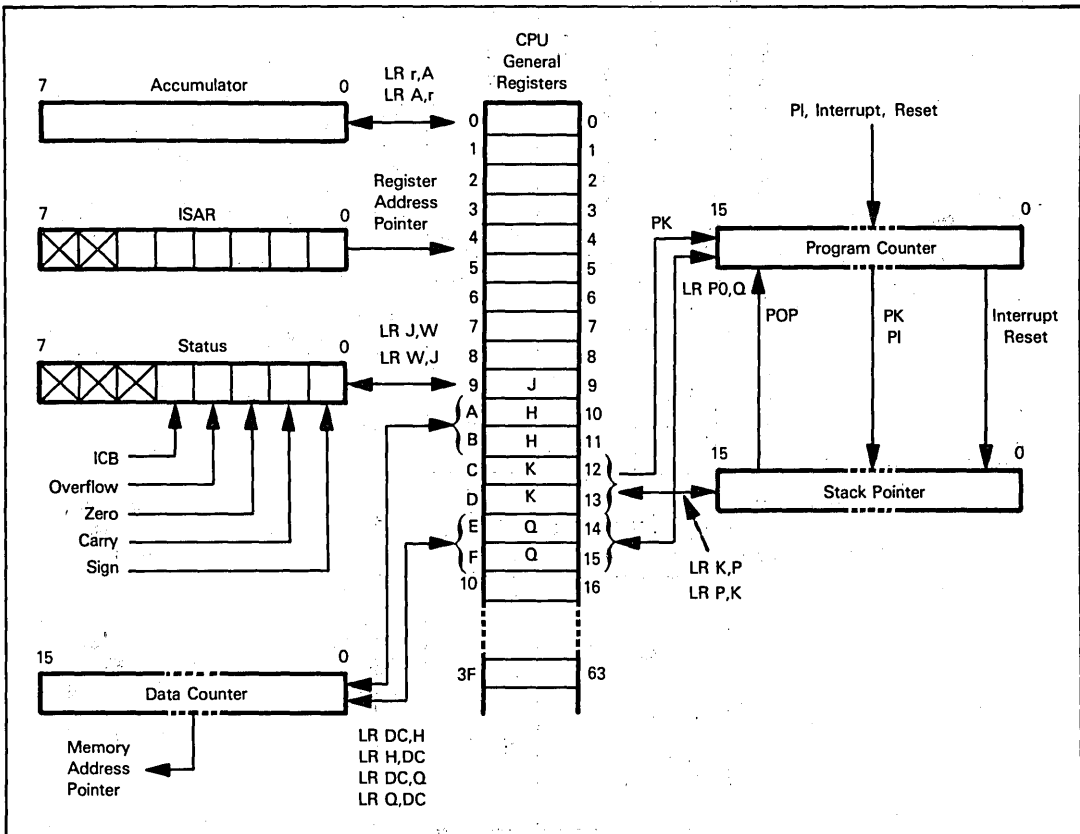 CPU
General
Registers
7 Accumulator 0
LR r,A
LR A,r
7 ISAR 0
Register
Address
Pointer
7 Status 0
LR J,W
LR W,J
ICB
Overflow
Zero
Carry
Sign
15 0
Data Counter
Memory
Address
Pointer
LR DC,H
LR H,DC
LR DC,Q
LR Q,DC
0 0
1 1
2 2
3 3
4 4
5 5
6 6
7 7
8 8
9 J 9
A H 10
B H 11
C K 12
D K 13
E Q 14
F Q 15
10 16
3F 63
PI, Interrupt, Reset
PK
15 0
Program Counter
LR P0,Q
POP
PK
PI
Interrupt
Reset
15 0
Stack Pointer
LR K,P
LR P,K